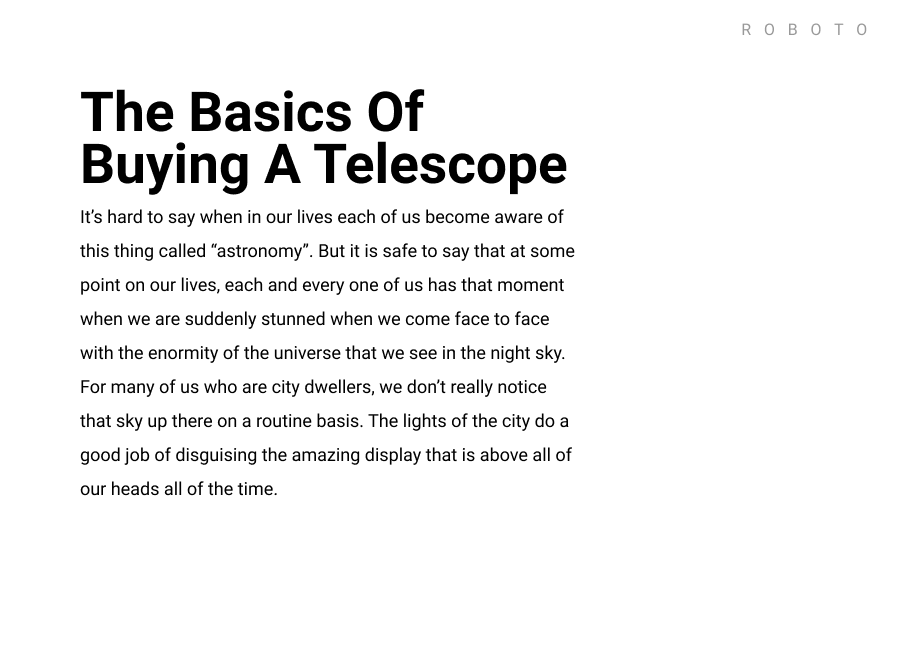 ROBOTO
The Basics Of
Buying A Telescope
It’s hard to say when in our lives each of us become aware of
this thing called “astronomy”. But it is safe to say that at some
point on our lives, each and every one of us has that moment
when we are suddenly stunned when we come face to face
with the enormity of the universe that we see in the night sky.
For many of us who are city dwellers, we don’t really notice
that sky up there on a routine basis. The lights of the city do a
good job of disguising the amazing display that is above all of
our heads all of the time.